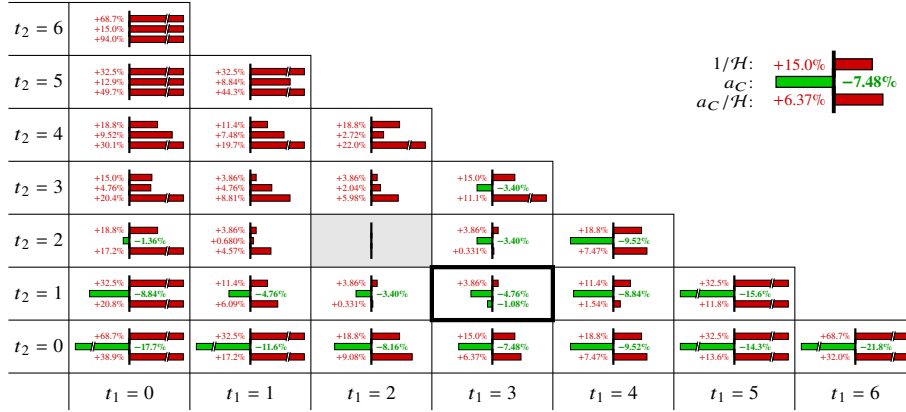 t₂ = 6 +68.7% +15.0% +94.0%
1/ℋ: +15.0%
a_C: −7.48%
a_C/ℋ: +6.37%
t₂ = 5 +32.5% +12.9% +49.7% +32.5% +8.84% +44.3%
t₂ = 4 +18.8% +9.52% +30.1% +11.4% +7.48% +19.7% +18.8% +2.72% +22.0%
t₂ = 3 +15.0% +4.76% +20.4% +3.86% +4.76% +8.81% +3.86% +2.04% +5.98% +15.0% −3.40% +11.1%
t₂ = 2 +18.8% −1.36% +17.2% +3.86% +0.680% +4.57% +3.86% −3.40% +0.331% +18.8% −9.52% +7.47%
t₂ = 1 +32.5% −8.84% +20.8% +11.4% −4.76% +6.09% +3.86% −3.40% +0.331% +3.86% −4.76% −1.08% +11.4% −8.84% +1.54% +32.5% −15.6% +11.8%
t₂ = 0 +68.7% −17.7% +38.9% +32.5% −11.6% +17.2% +18.8% −8.16% +9.08% +15.0% −7.48% +6.37% +18.8% −9.52% +7.47% +32.5% −14.3% +13.6% +68.7% −21.8% +32.0%
t₁ = 0 t₁ = 1 t₁ = 2 t₁ = 3 t₁ = 4 t₁ = 5 t₁ = 6